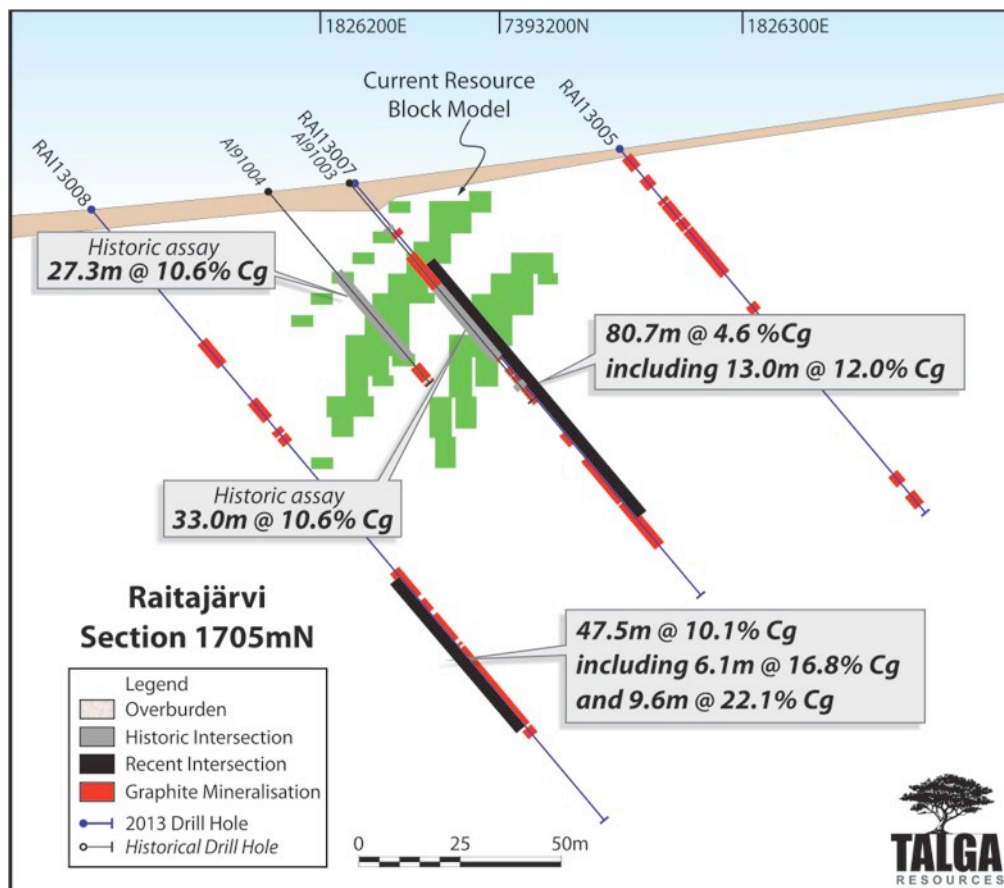 1826200E
7393200N
1826300E
Current Resource
Block Model
RAI13008
AI91004
RAI13007
AI91003
RAI13005
Historic assay
27.3m @ 10.6% Cg
80.7m @ 4.6 %Cg
including 13.0m @ 12.0% Cg
Historic assay
33.0m @ 10.6% Cg
47.5m @ 10.1% Cg
including 6.1m @ 16.8% Cg
and 9.6m @ 22.1% Cg
Raitajärvi
Section 1705mN
Legend
Overburden
Historic Intersection
Recent Intersection
Graphite Mineralisation
2013 Drill Hole
Historical Drill Hole
0 25 50m
TALGA
RESOURCES